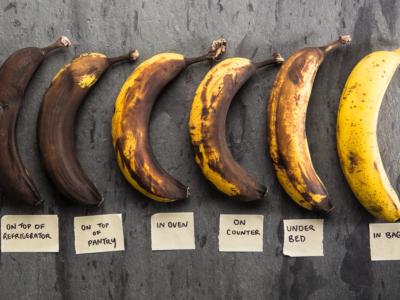 ON TOP OF
REFRIGERATOR
ON TOP
OF
PANTRY
IN OVEN
ON
COUNTER
UNDER
BED
IN BAG